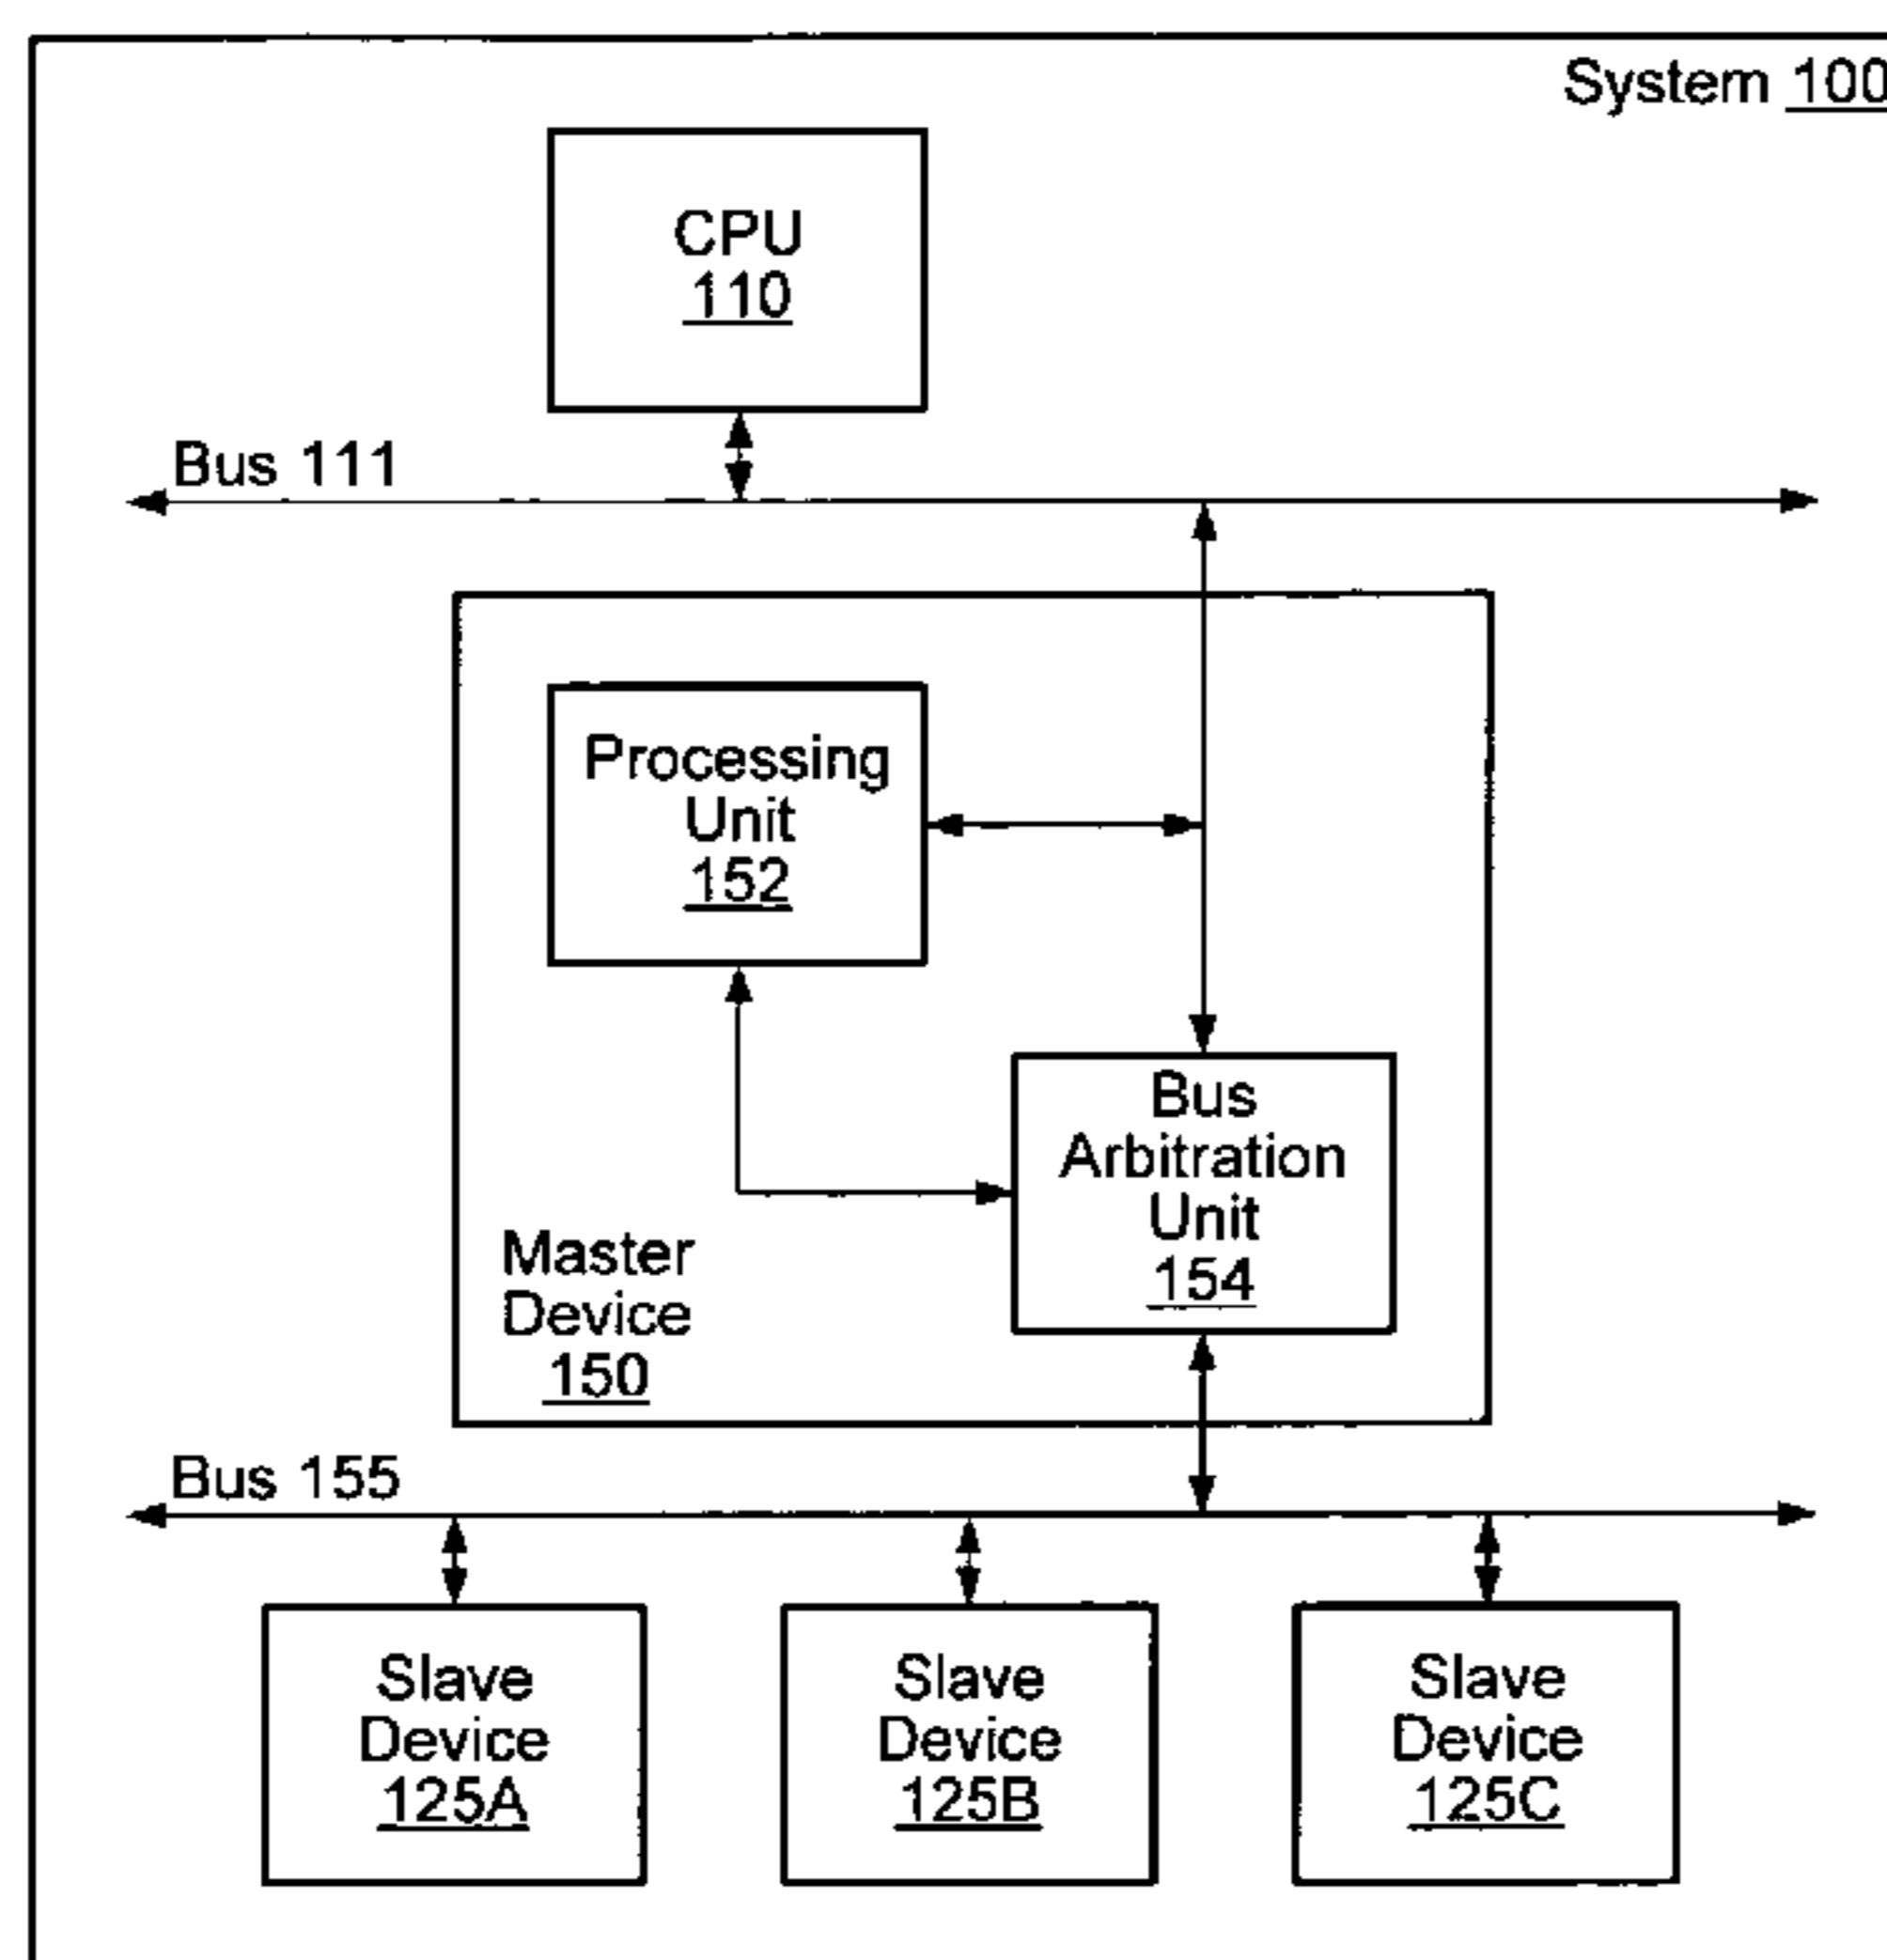 System 100
CPU
110
Bus 111
Processing
Unit
152
Bus
Arbitration
Unit
154
Master
Device
150
Bus 155
Slave
Device
125A
Slave
Device
125B
Slave
Device
125C